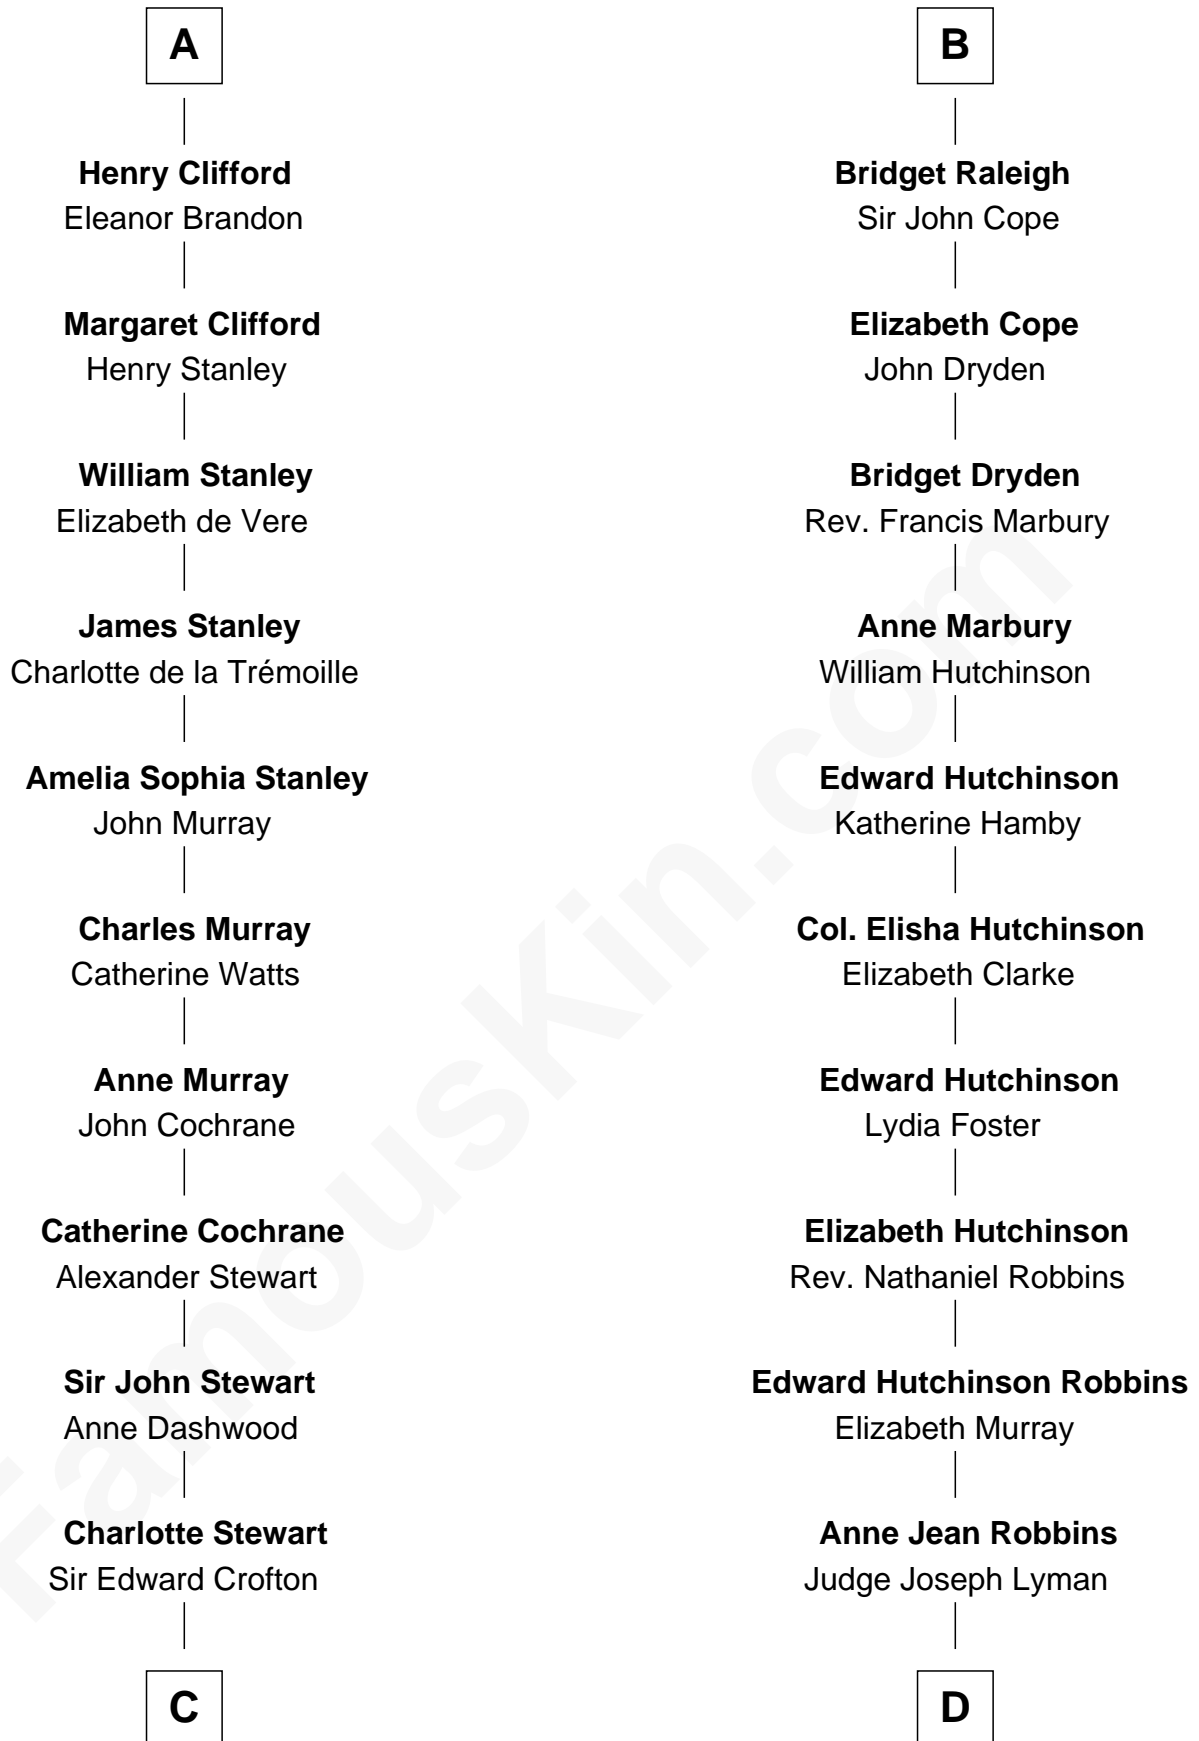 A
Henry Clifford
Eleanor Brandon
Margaret Clifford
Henry Stanley
William Stanley
Elizabeth de Vere
James Stanley
Charlotte de la Trémoille
Amelia Sophia Stanley
John Murray
Charles Murray
Catherine Watts
Anne Murray
John Cochrane
Catherine Cochrane
Alexander Stewart
Sir John Stewart
Anne Dashwood
Charlotte Stewart
Sir Edward Crofton
C
B
Bridget Raleigh
Sir John Cope
Elizabeth Cope
John Dryden
Bridget Dryden
Rev. Francis Marbury
Anne Marbury
William Hutchinson
Edward Hutchinson
Katherine Hamby
Col. Elisha Hutchinson
Elizabeth Clarke
Edward Hutchinson
Lydia Foster
Elizabeth Hutchinson
Rev. Nathaniel Robbins
Edward Hutchinson Robbins
Elizabeth Murray
Anne Jean Robbins
Judge Joseph Lyman
D
FamousKin.com